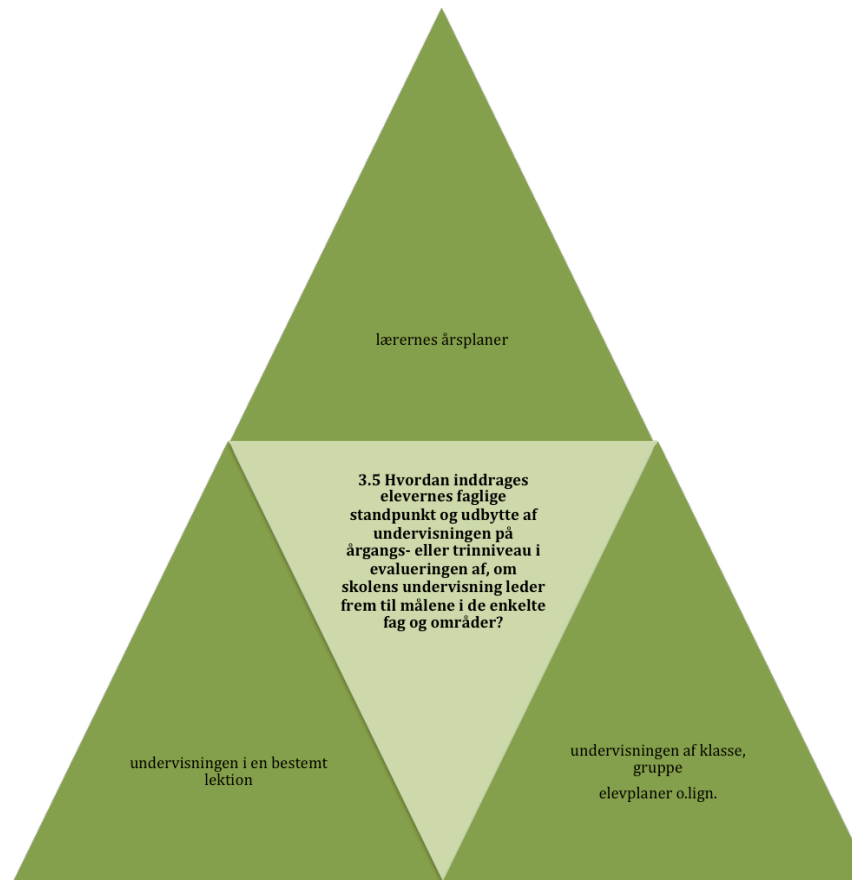 lærernes årsplaner
3.5 Hvordan inddrages
elevernes faglige
standpunkt og udbytte af
undervisningen på
årgangs- eller trinniveau i
evalueringen af, om
skolens undervisning leder
frem til målene i de enkelte
fag og områder?
undervisningen i en bestemt
lektion
undervisningen af klasse,
gruppe
elevplaner o.lign.